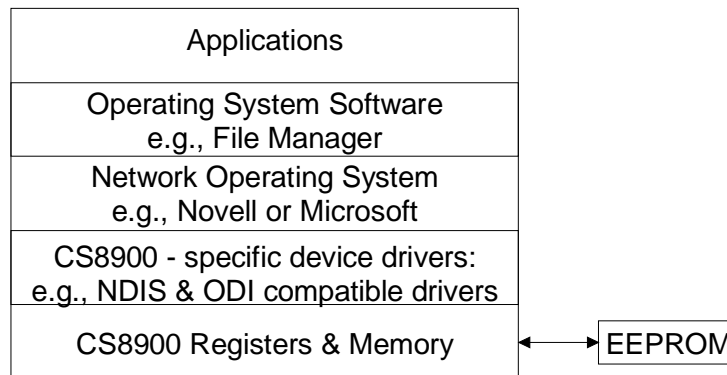 Applications
Operating System Software
e.g., File Manager
Network Operating System
e.g., Novell or Microsoft
CS8900 - specific device drivers:
e.g., NDIS & ODI compatible drivers
CS8900 Registers & Memory
EEPROM